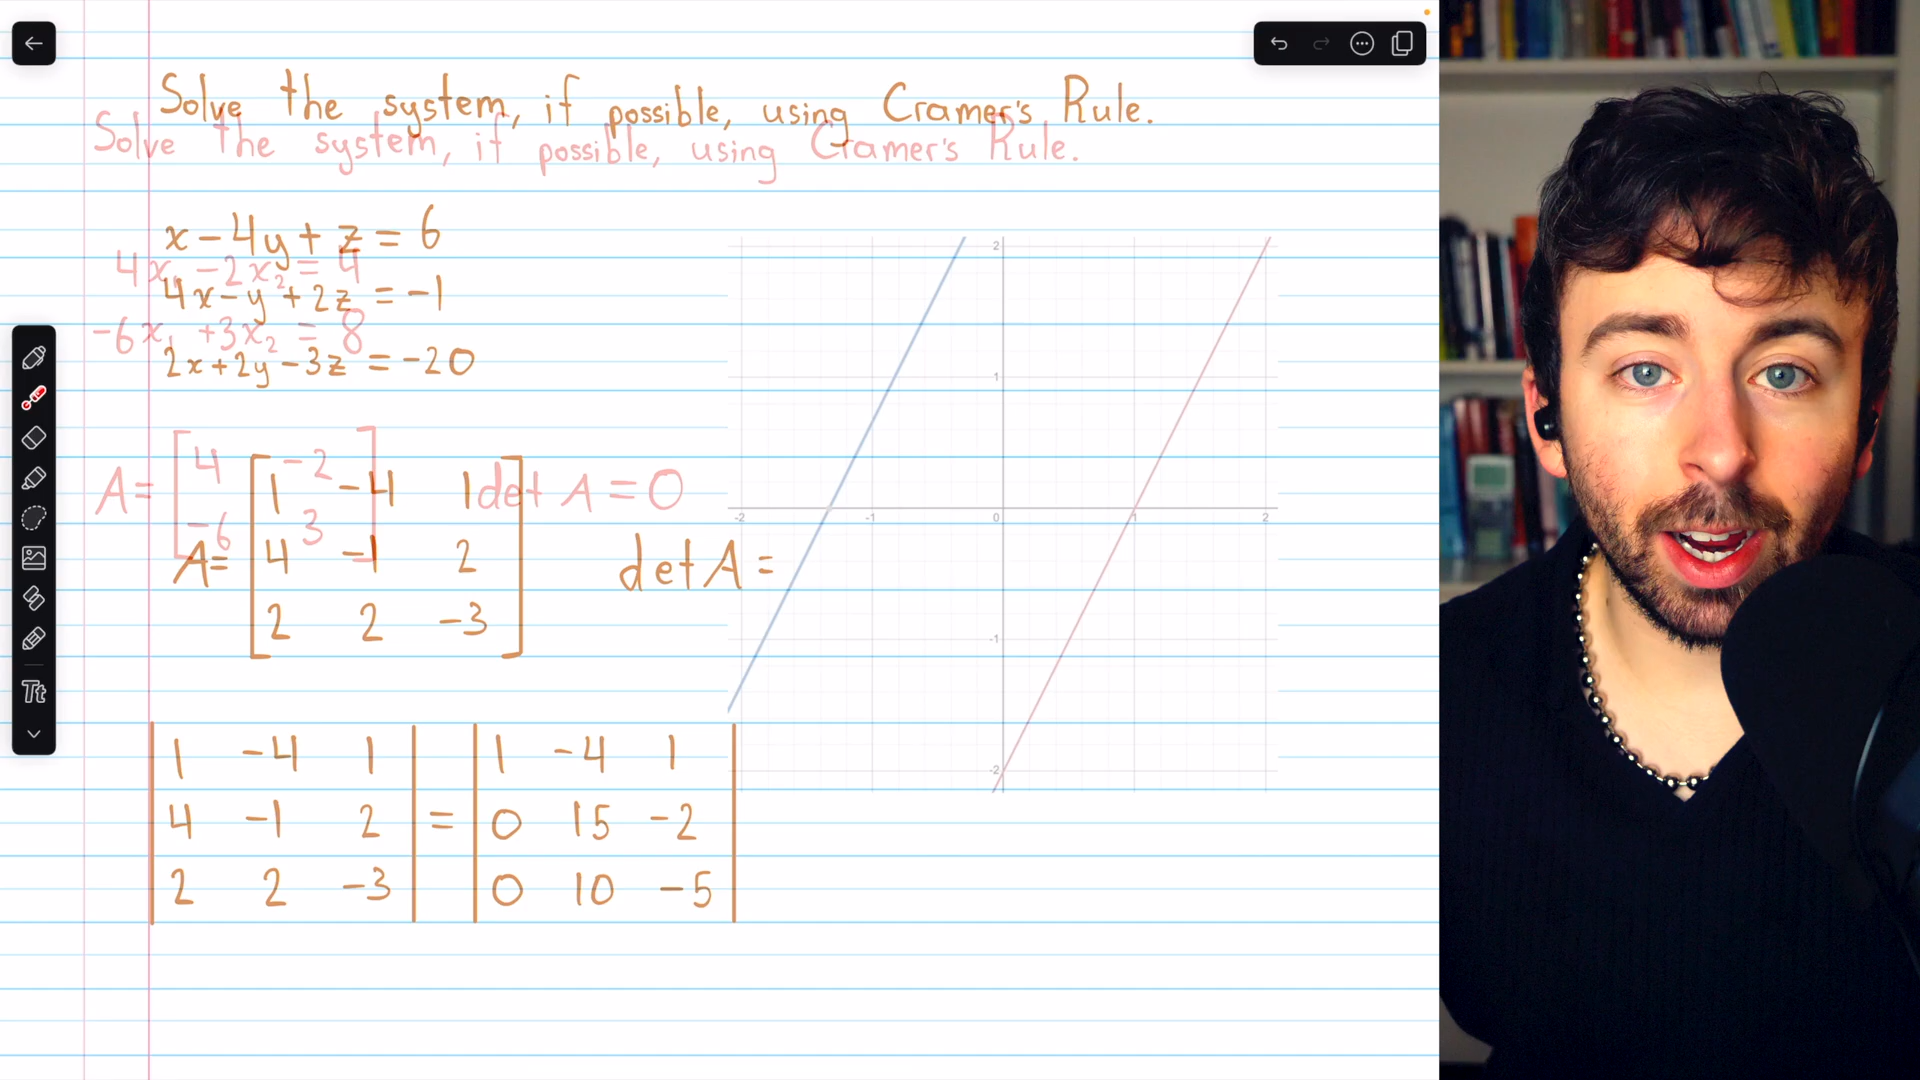 Solve the system, if possible, using Cramer's Rule.
Solve the system, if possible, using Cramer's Rule.
x - 4y + z = 6
4x₁ - 2x₂ = 4
4x - y + 2z = -1
-6x₁ + 3x₂ = 8
2x + 2y - 3z = -20
A = [4 -2
-6 3]
det A = 0
A = [1 -4 1
4 -1 2
2 2 -3]
det A =
2
1
-2 -1 0 1 2
-1
-2
|1 -4 1| |1 -4 1|
|4 -1 2| = |0 15 -2|
|2 2 -3| |0 10 -5|
Tt